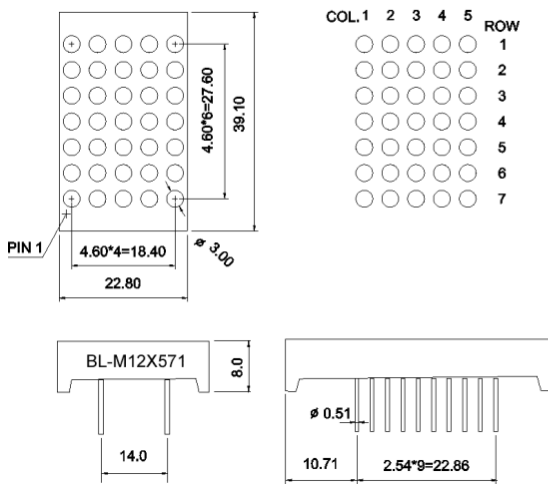 COL. 1 2 3 4 5
ROW
1
2
3
4
5
6
7
4.60*6=27.60
39.10
PIN 1
4.60*4=18.40
ø 3.00
22.80
BL-M12X571
8.0
14.0
ø 0.51
10.71
2.54*9=22.86